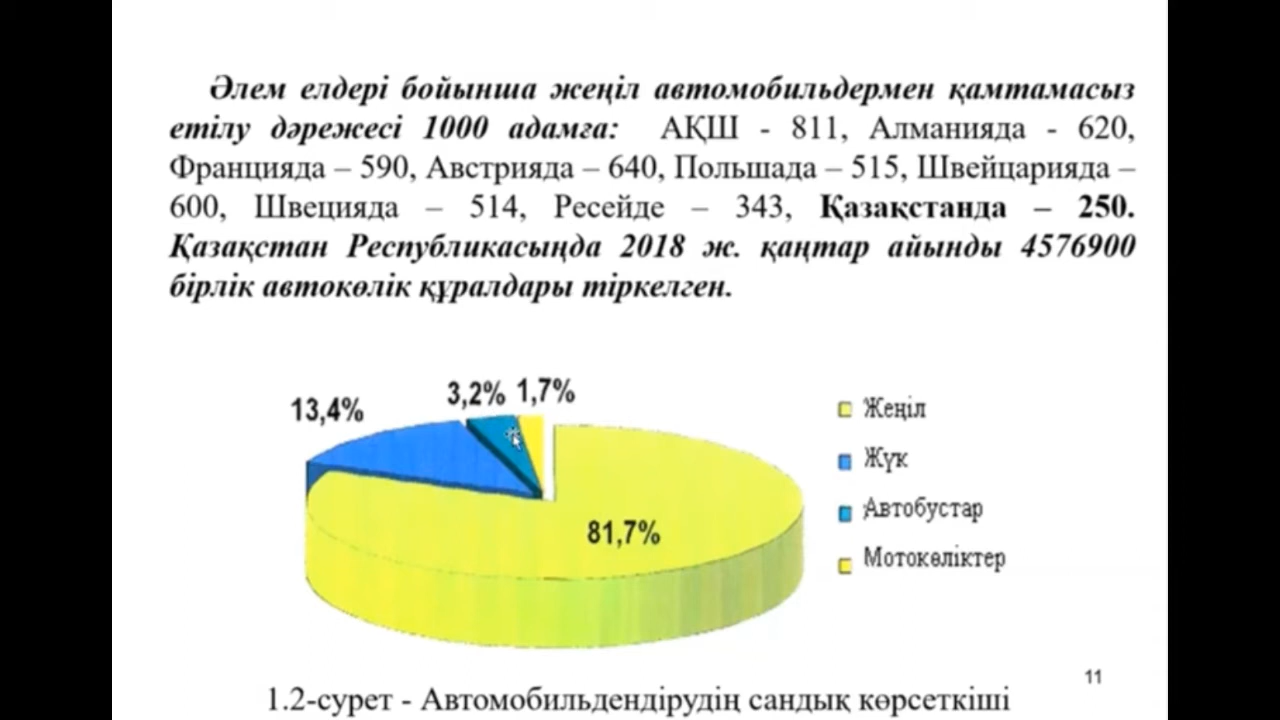 Әлем елдері бойынша жеңіл автомобильдермен қамтамасыз
етілу дәрежесі 1000 адамға: АҚШ - 811, Алманияда - 620,
Францияда – 590, Австрияда – 640, Польшада – 515, Швейцарияда –
600, Швецияда – 514, Ресейде – 343, Қазақстанда – 250.
Қазақстан Республикасыңда 2018 ж. қаңтар айынды 4576900
бірлік автокөлік құралдары тіркелген.
13,4%
3,2%
1,7%
81,7%
Жеңіл
Жүк
Автобустар
Мотокөліктер
11
1.2-сурет - Автомобильдендірудің сандық көрсеткіші